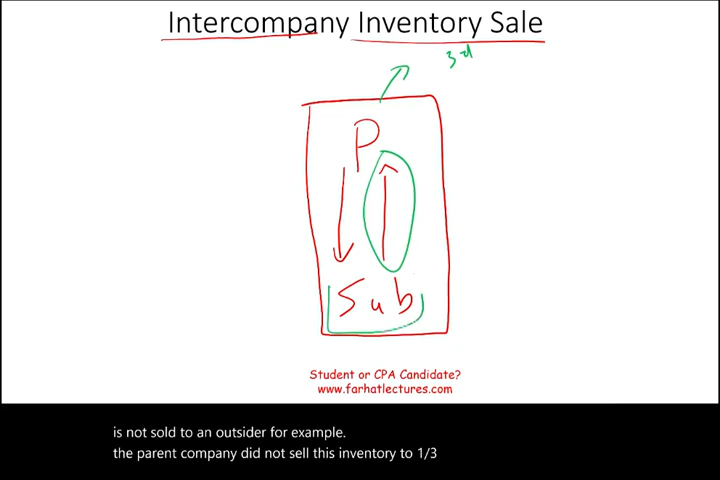 Intercompany Inventory Sale
3rd
P
Sub
Student or CPA Candidate?
www.farhatlectures.com
is not sold to an outsider for example.
the parent company did not sell this inventory to 1/3